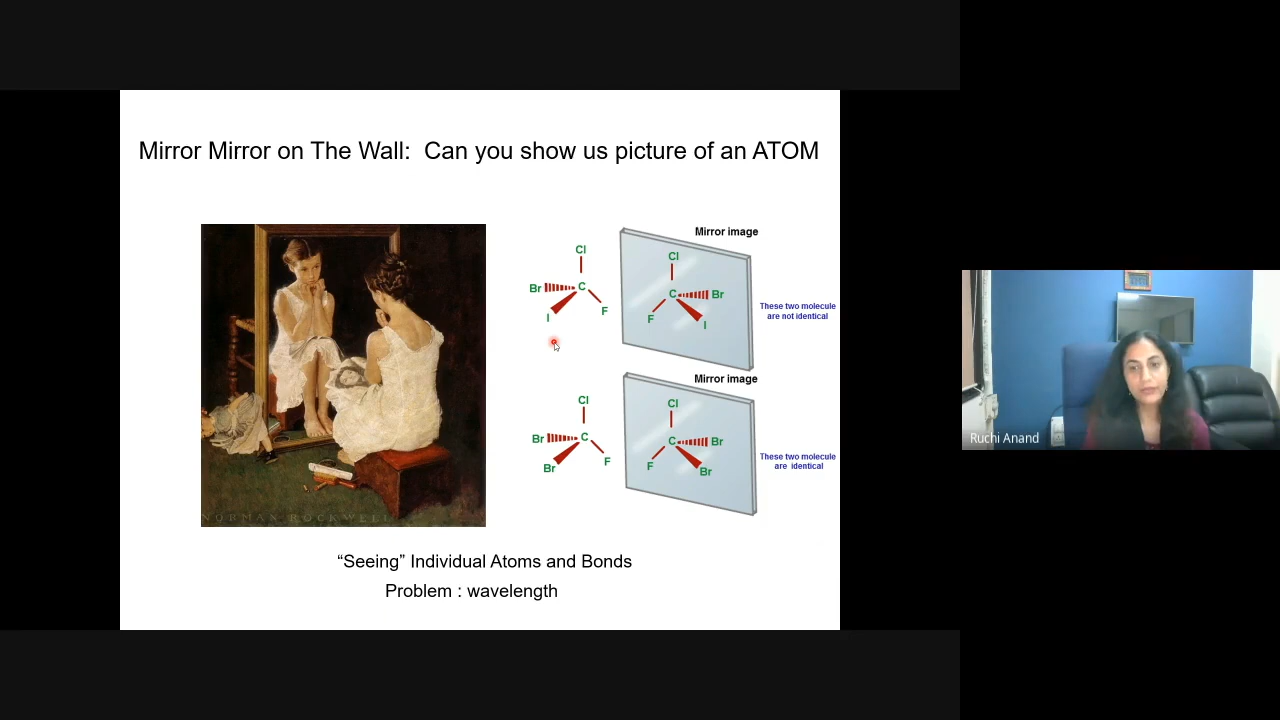 Mirror Mirror on The Wall:  Can you show us picture of an ATOM
NORMAN ROCKWELL
Mirror image
Cl
Br C
I F
Cl
C Br
F I
These two molecule
are not identical
Mirror image
Cl
Br C
Br F
Cl
C Br
F Br
These two molecule
are  identical
“Seeing” Individual Atoms and Bonds
Problem : wavelength
Ruchi Anand